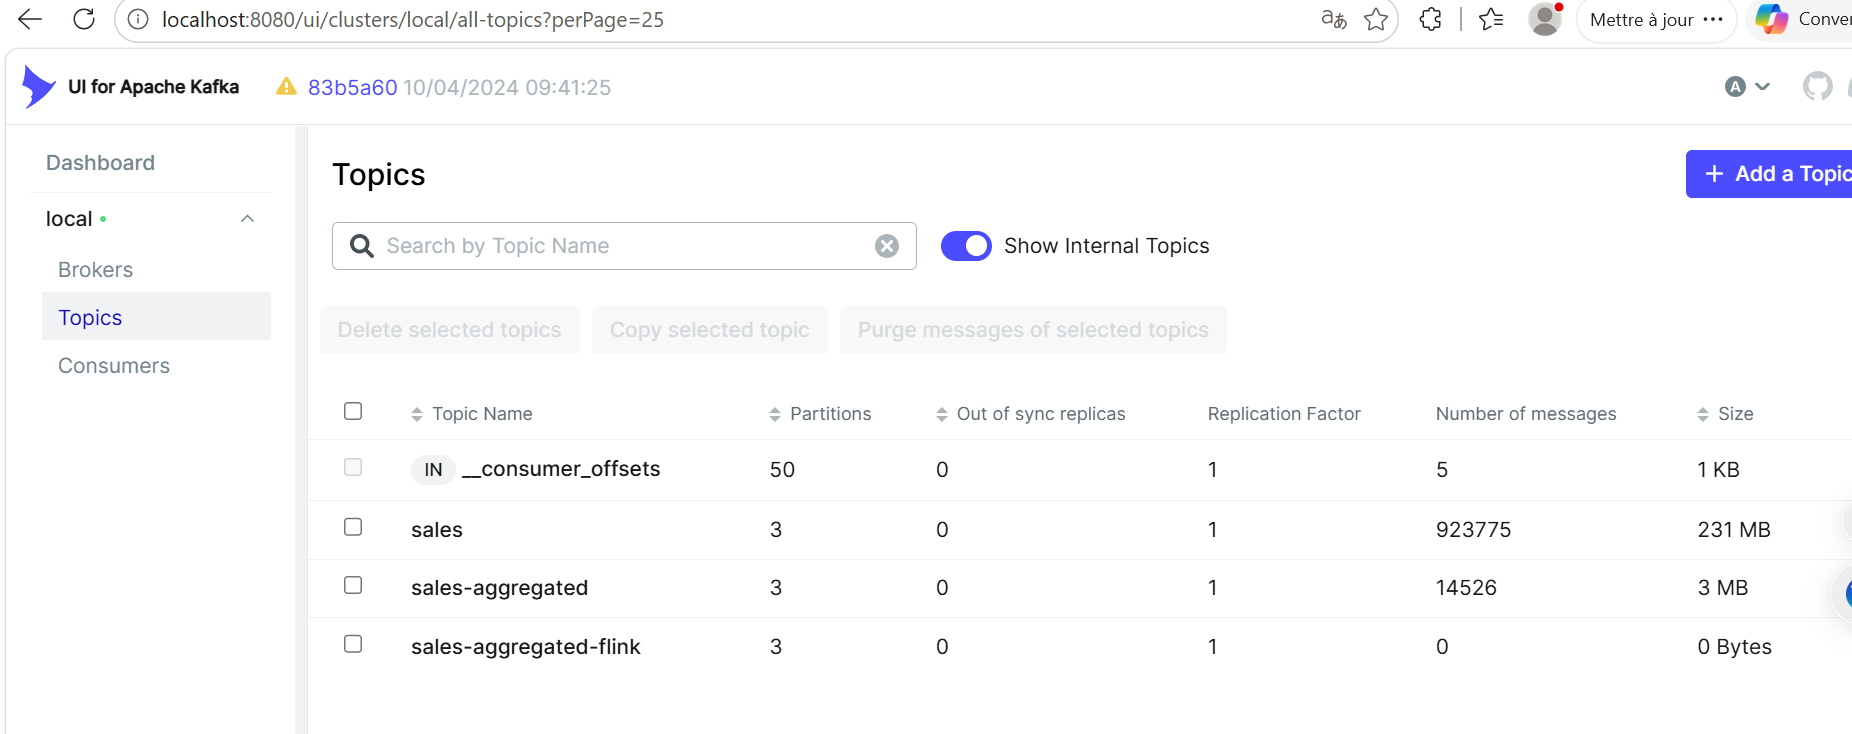 localhost:8080/ui/clusters/local/all-topics?perPage=25
Mettre à jour
UI for Apache Kafka
83b5a60 10/04/2024 09:41:25
A
Dashboard
local
Brokers
Topics
Consumers
Topics
+ Add a Topic
Search by Topic Name
Show Internal Topics
Delete selected topics Copy selected topic Purge messages of selected topics
Topic Name Partitions Out of sync replicas Replication Factor Number of messages Size
IN __consumer_offsets 50 0 1 5 1 KB
sales 3 0 1 923775 231 MB
sales-aggregated 3 0 1 14526 3 MB
sales-aggregated-flink 3 0 1 0 0 Bytes